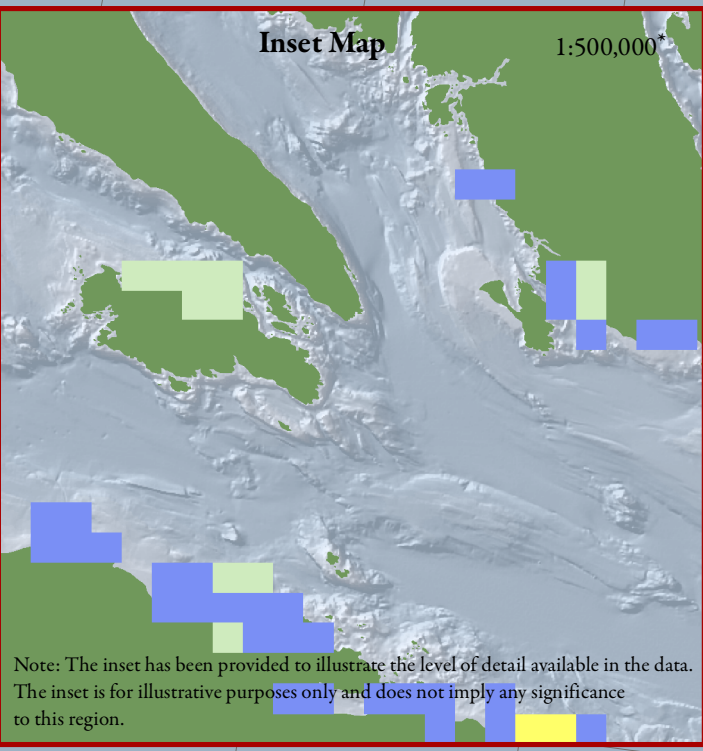 Inset Map
1:500,000*
Note: The inset has been provided to illustrate the level of detail available in the data.
The inset is for illustrative purposes only and does not imply any significance
to this region.